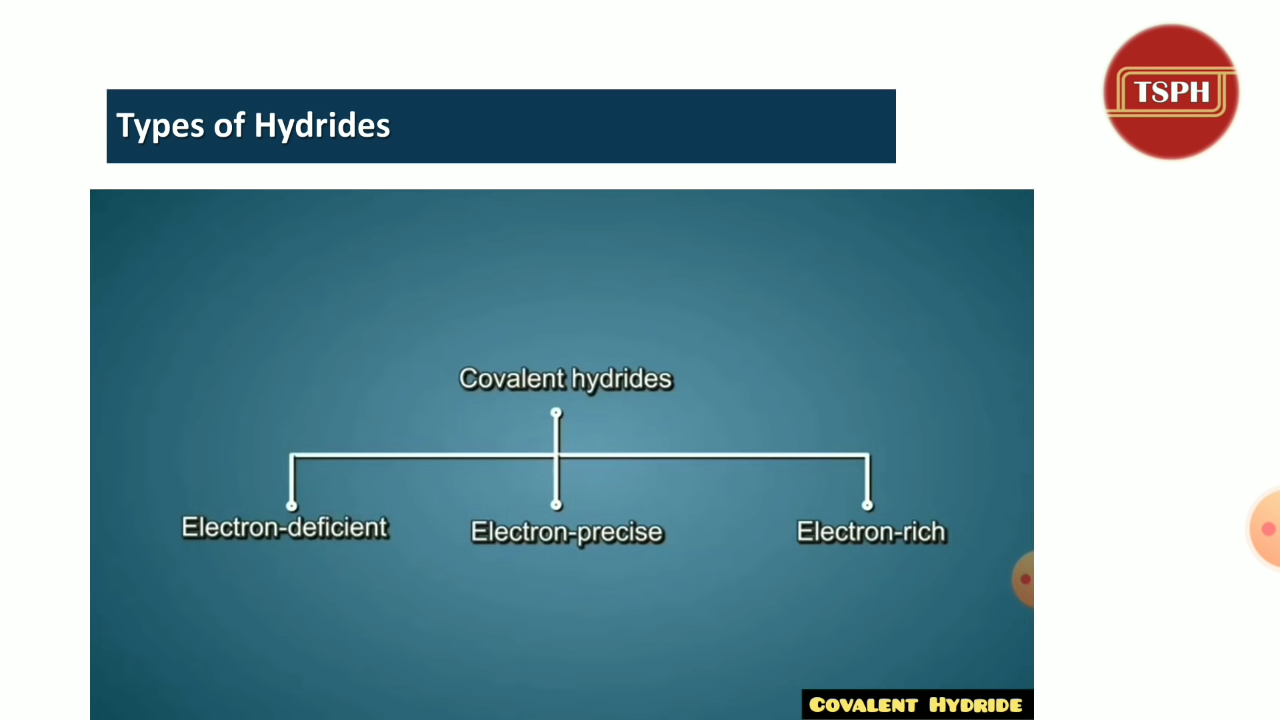 TSPH
Types of Hydrides
Covalent hydrides
Electron-deficient
Electron-precise
Electron-rich
Covalent Hydride